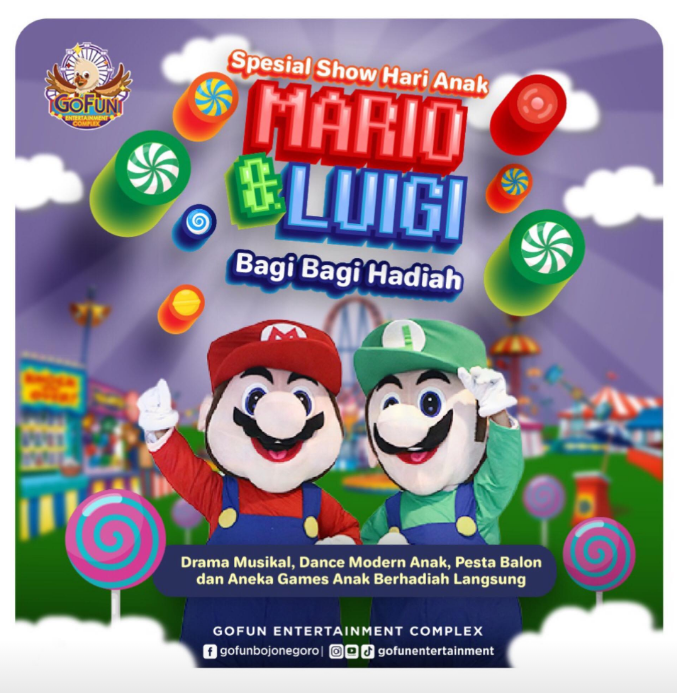 GOFUN
ENTERTAINMENT
COMPLEX
Spesial Show Hari Anak
MARIO
& LUIGI
Bagi Bagi Hadiah
M
Drama Musikal, Dance Modern Anak, Pesta Balon
dan Aneka Games Anak Berhadiah Langsung
GOFUN ENTERTAINMENT COMPLEX
gofunbojonegoro | gofunentertainment